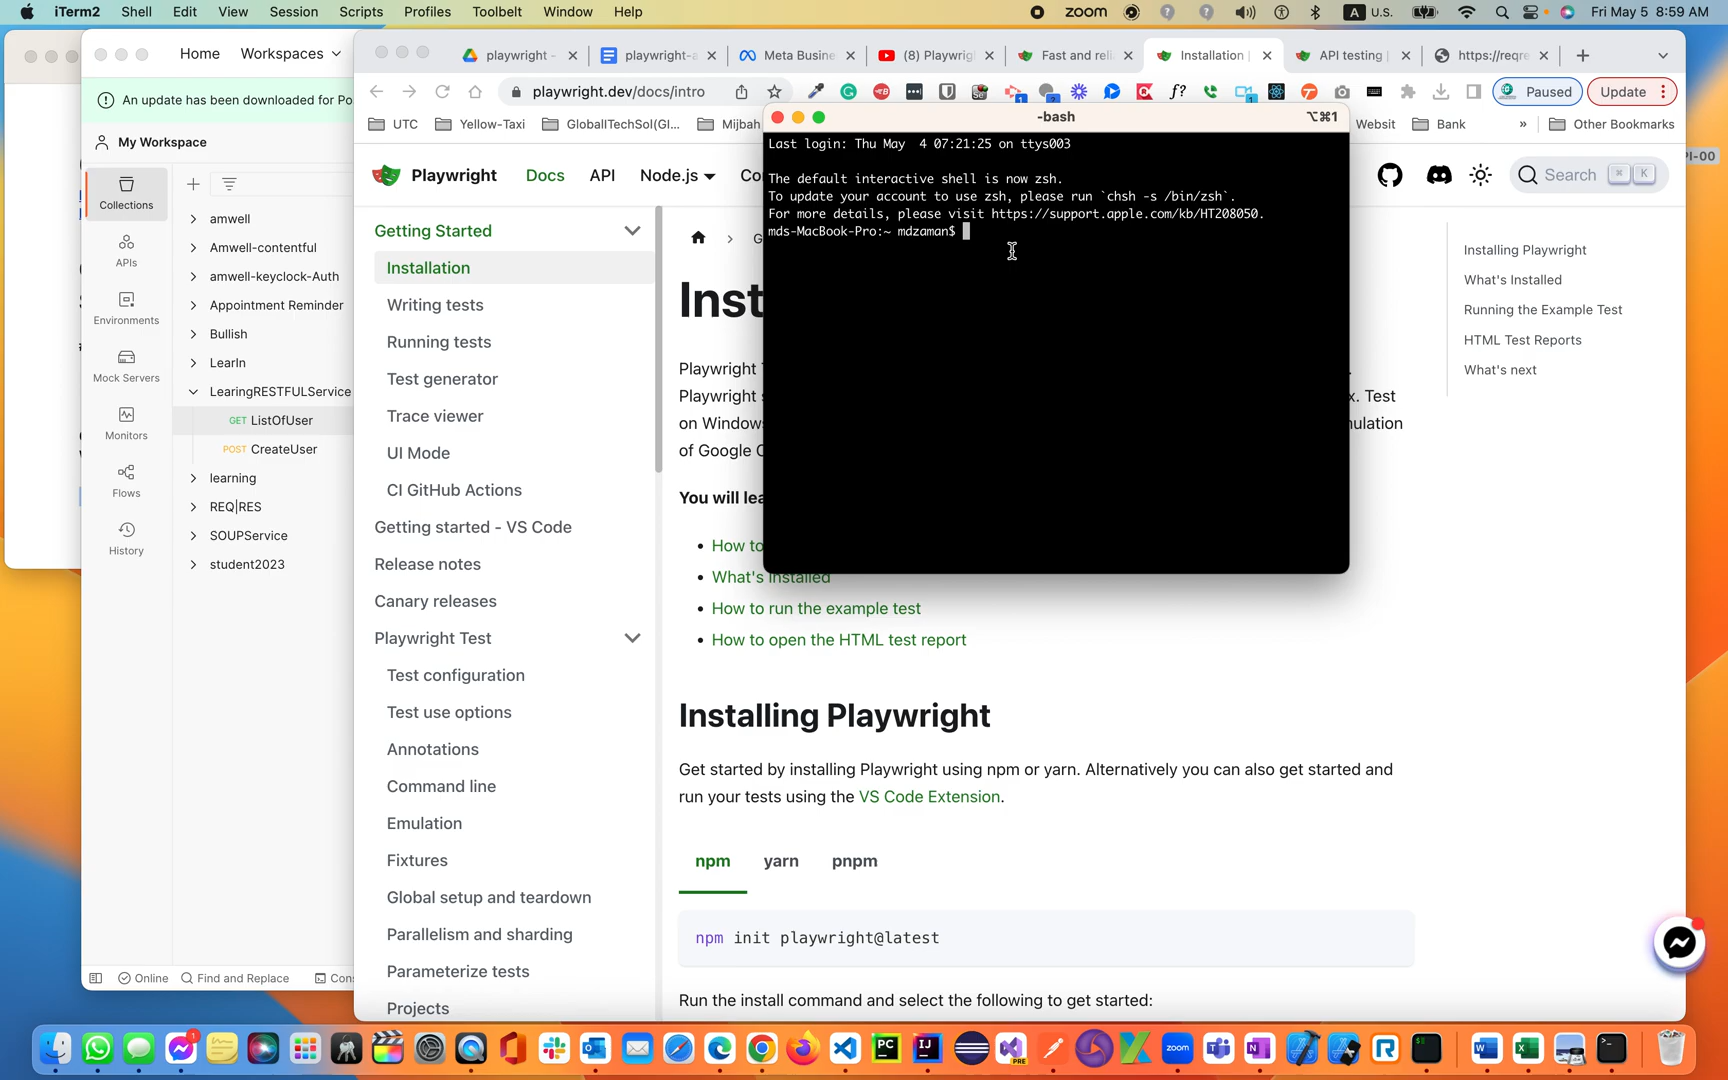 iTerm2 Shell Edit View Session Scripts Profiles Toolbelt Window Help
zoom A U.S. Fri May 5 8:59 AM
Home Workspaces
An update has been downloaded for Po
My Workspace
Collections
APIs
Environments
Mock Servers
Monitors
Flows
History
amwell
Amwell-contentful
amwell-keyclock-Auth
Appointment Reminder
Bullish
Learln
LearingRESTFULService
GET ListOfUser
POST CreateUser
learning
REQ|RES
SOUPService
student2023
Online Find and Replace Cons
playwright - playwright-a Meta Busine (8) Playwrig Fast and reli Installation | API testing | https://reqre
playwright.dev/docs/intro Paused Update
UTC Yellow-Taxi GloballTechSol(Gl... Mijbah Websit Bank » Other Bookmarks
Playwright Docs API Node.js Co Search ⌘ K
Getting Started
Installation
Writing tests
Running tests
Test generator
Trace viewer
UI Mode
CI GitHub Actions
Getting started - VS Code
Release notes
Canary releases
Playwright Test
Test configuration
Test use options
Annotations
Command line
Emulation
Fixtures
Global setup and teardown
Parallelism and sharding
Parameterize tests
Projects
-bash ⌥⌘1
Last login: Thu May  4 07:21:25 on ttys003
The default interactive shell is now zsh.
To update your account to use zsh, please run `chsh -s /bin/zsh`.
For more details, please visit https://support.apple.com/kb/HT208050.
mds-MacBook-Pro:~ mdzaman$
Inst
Playwright
Playwright x. Test
on Window nulation
of Google C
You will lea
How to
What's installed
How to run the example test
How to open the HTML test report
Installing Playwright
Get started by installing Playwright using npm or yarn. Alternatively you can also get started and
run your tests using the VS Code Extension.
npm yarn pnpm
npm init playwright@latest
Run the install command and select the following to get started:
Installing Playwright
What's Installed
Running the Example Test
HTML Test Reports
What's next
PI-00